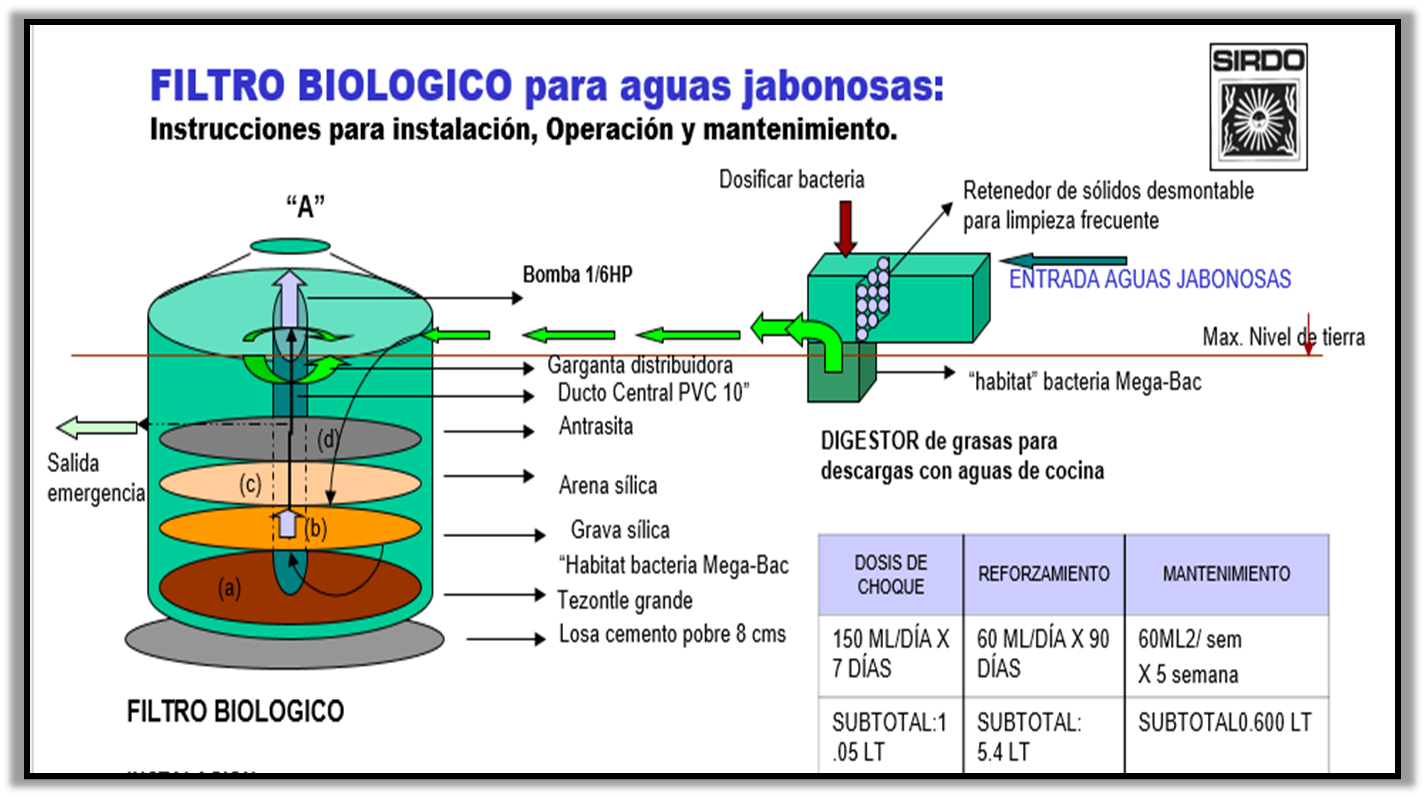 FILTRO BIOLOGICO para aguas jabonosas:
Instrucciones para instalación, Operación y mantenimiento.
SIRDO
“A”
Dosificar bacteria
Retenedor de sólidos desmontable
para limpieza frecuente
Bomba 1/6HP
ENTRADA AGUAS JABONOSAS
Max. Nivel de tierra
Garganta distribuidora
Ducto Central PVC 10”
“habitat” bacteria Mega-Bac
Antrasita
(d)
DIGESTOR de grasas para
descargas con aguas de cocina
Salida
emergencia
(c)
Arena sílica
(b)
Grava sílica
“Habitat bacteria Mega-Bac
(a)
Tezontle grande
Losa cemento pobre 8 cms
FILTRO BIOLOGICO
DOSIS DE
CHOQUE
REFORZAMIENTO
MANTENIMIENTO
150 ML/DÍA X
7 DÍAS
60 ML/DÍA X 90
DÍAS
60ML2/ sem
X 5 semana
SUBTOTAL:1
.05 LT
SUBTOTAL:
5.4 LT
SUBTOTAL0.600 LT